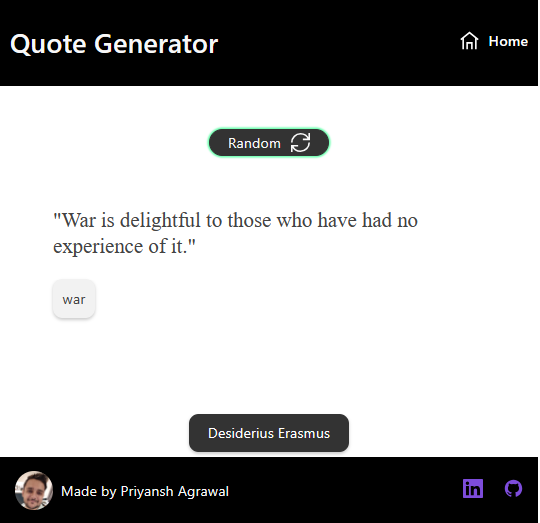 Quote Generator
Home
Random
"War is delightful to those who have had no
experience of it."
war
Desiderius Erasmus
Made by Priyansh Agrawal
in